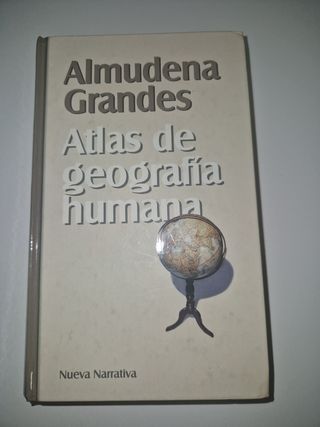 Almudena
Grandes
Atlas de
geografía
humana
Nueva Narrativa